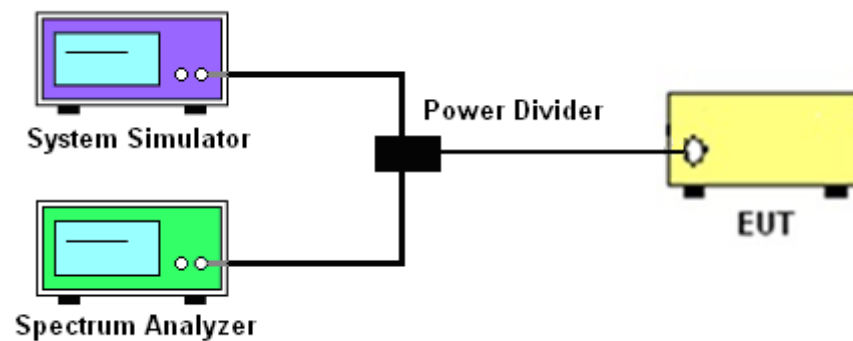 Power Divider
System Simulator
EUT
Spectrum Analyzer